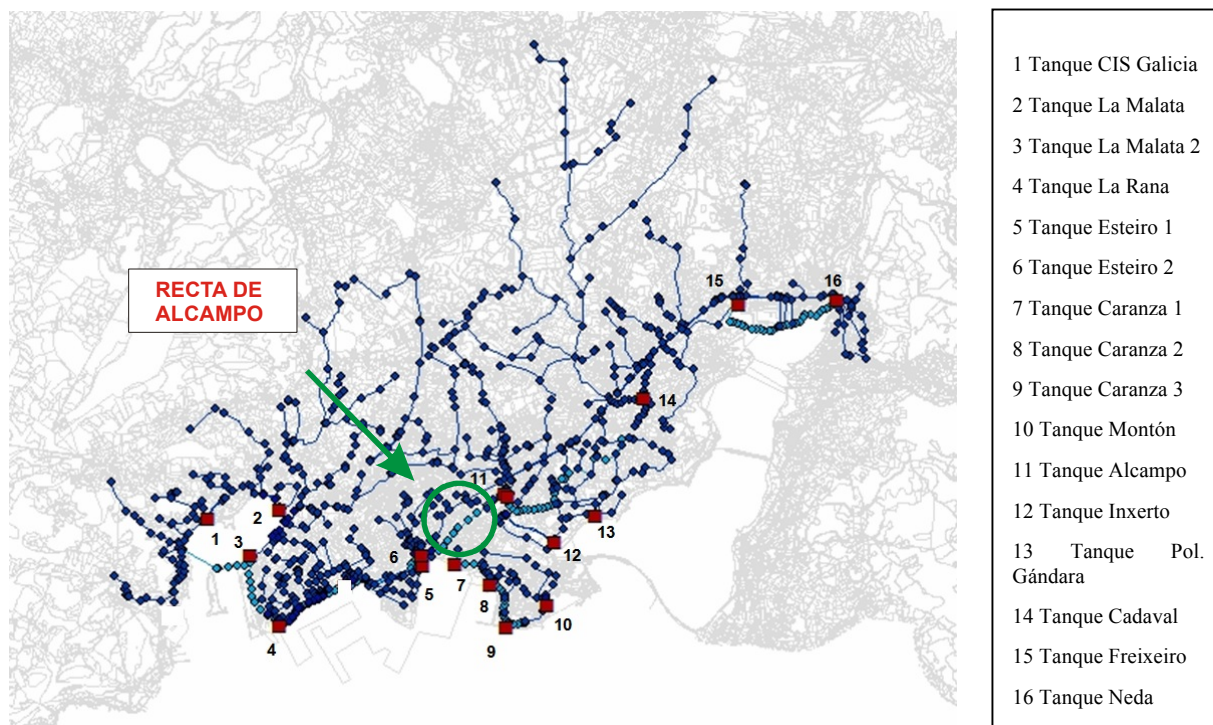 RECTA DE
ALCAMPO
15
16
14
11
13
12
1
2
3
4
6
5
7
8
9
10
1 Tanque CIS Galicia
2 Tanque La Malata
3 Tanque La Malata 2
4 Tanque La Rana
5 Tanque Esteiro 1
6 Tanque Esteiro 2
7 Tanque Caranza 1
8 Tanque Caranza 2
9 Tanque Caranza 3
10 Tanque Montón
11 Tanque Alcampo
12 Tanque Inxerto
13 Tanque Pol.
Gándara
14 Tanque Cadaval
15 Tanque Freixeiro
16 Tanque Neda